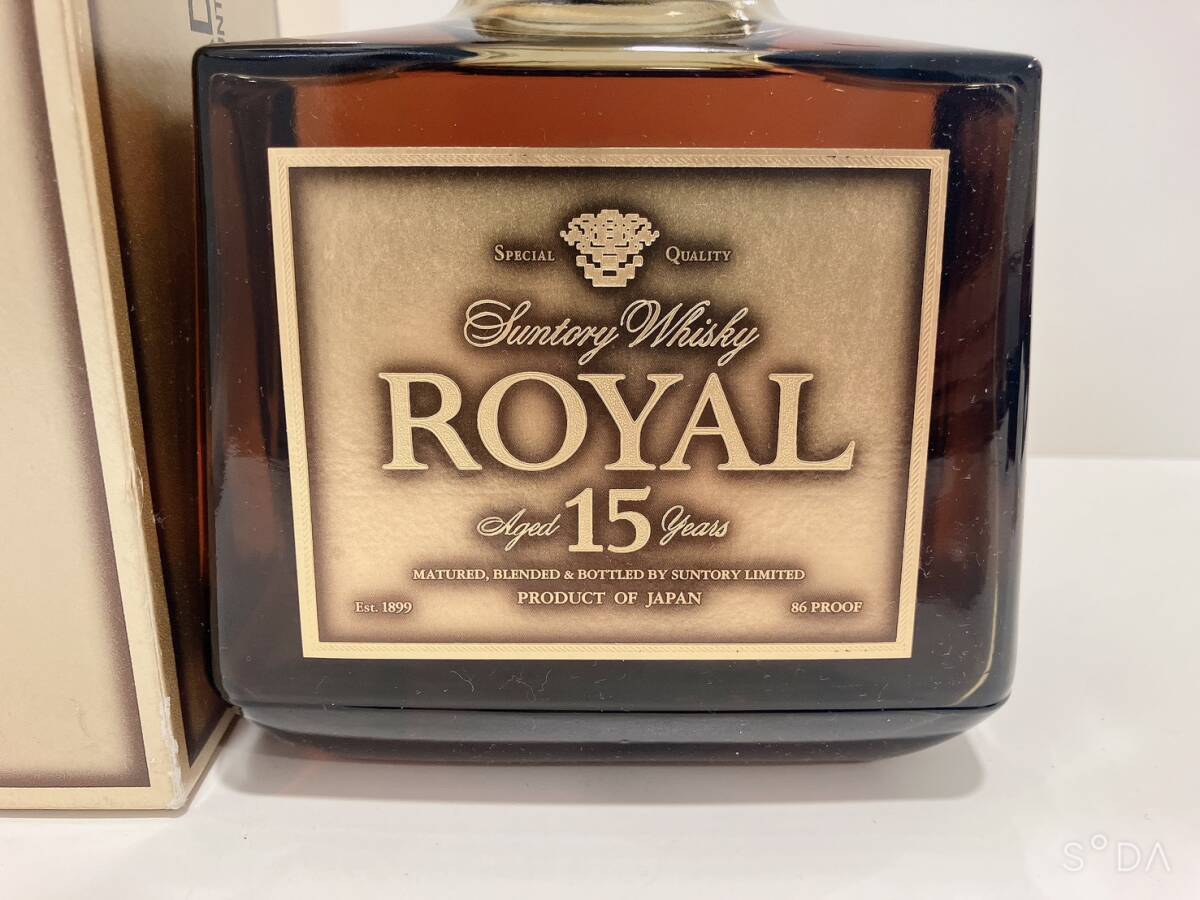 SPECIAL QUALITY
Suntory Whisky
ROYAL
Aged 15 Years
MATURED, BLENDED & BOTTLED BY SUNTORY LIMITED
PRODUCT OF JAPAN
Est. 1899
86 PROOF
SODA